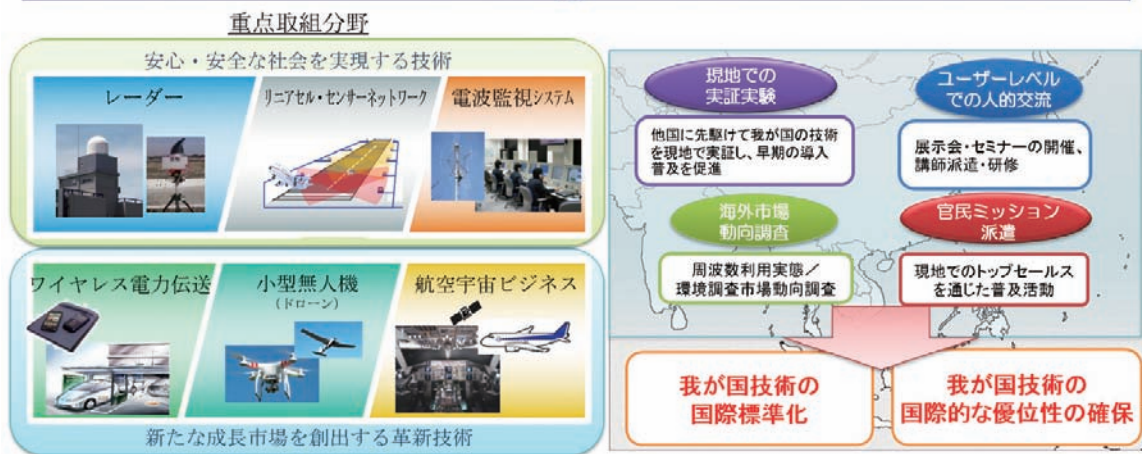 重点取組分野
安心・安全な社会を実現する技術
レーダー
リニアセル・センサーネットワーク
電波監視システム
ワイヤレス電力伝送
小型無人機
(ドローン)
航空宇宙ビジネス
新たな成長市場を創出する革新技術
現地での
実証実験
他国に先駆けて我が国の技術
を現地で実証し、早期の導入
普及を促進
ユーザーレベル
での人的交流
展示会・セミナーの開催、
講師派遣・研修
海外市場
動向調査
周波数利用実態／
環境調査市場動向調査
官民ミッション
派遣
現地でのトップセールス
を通じた普及活動
我が国技術の
国際標準化
我が国技術の
国際的な優位性の確保